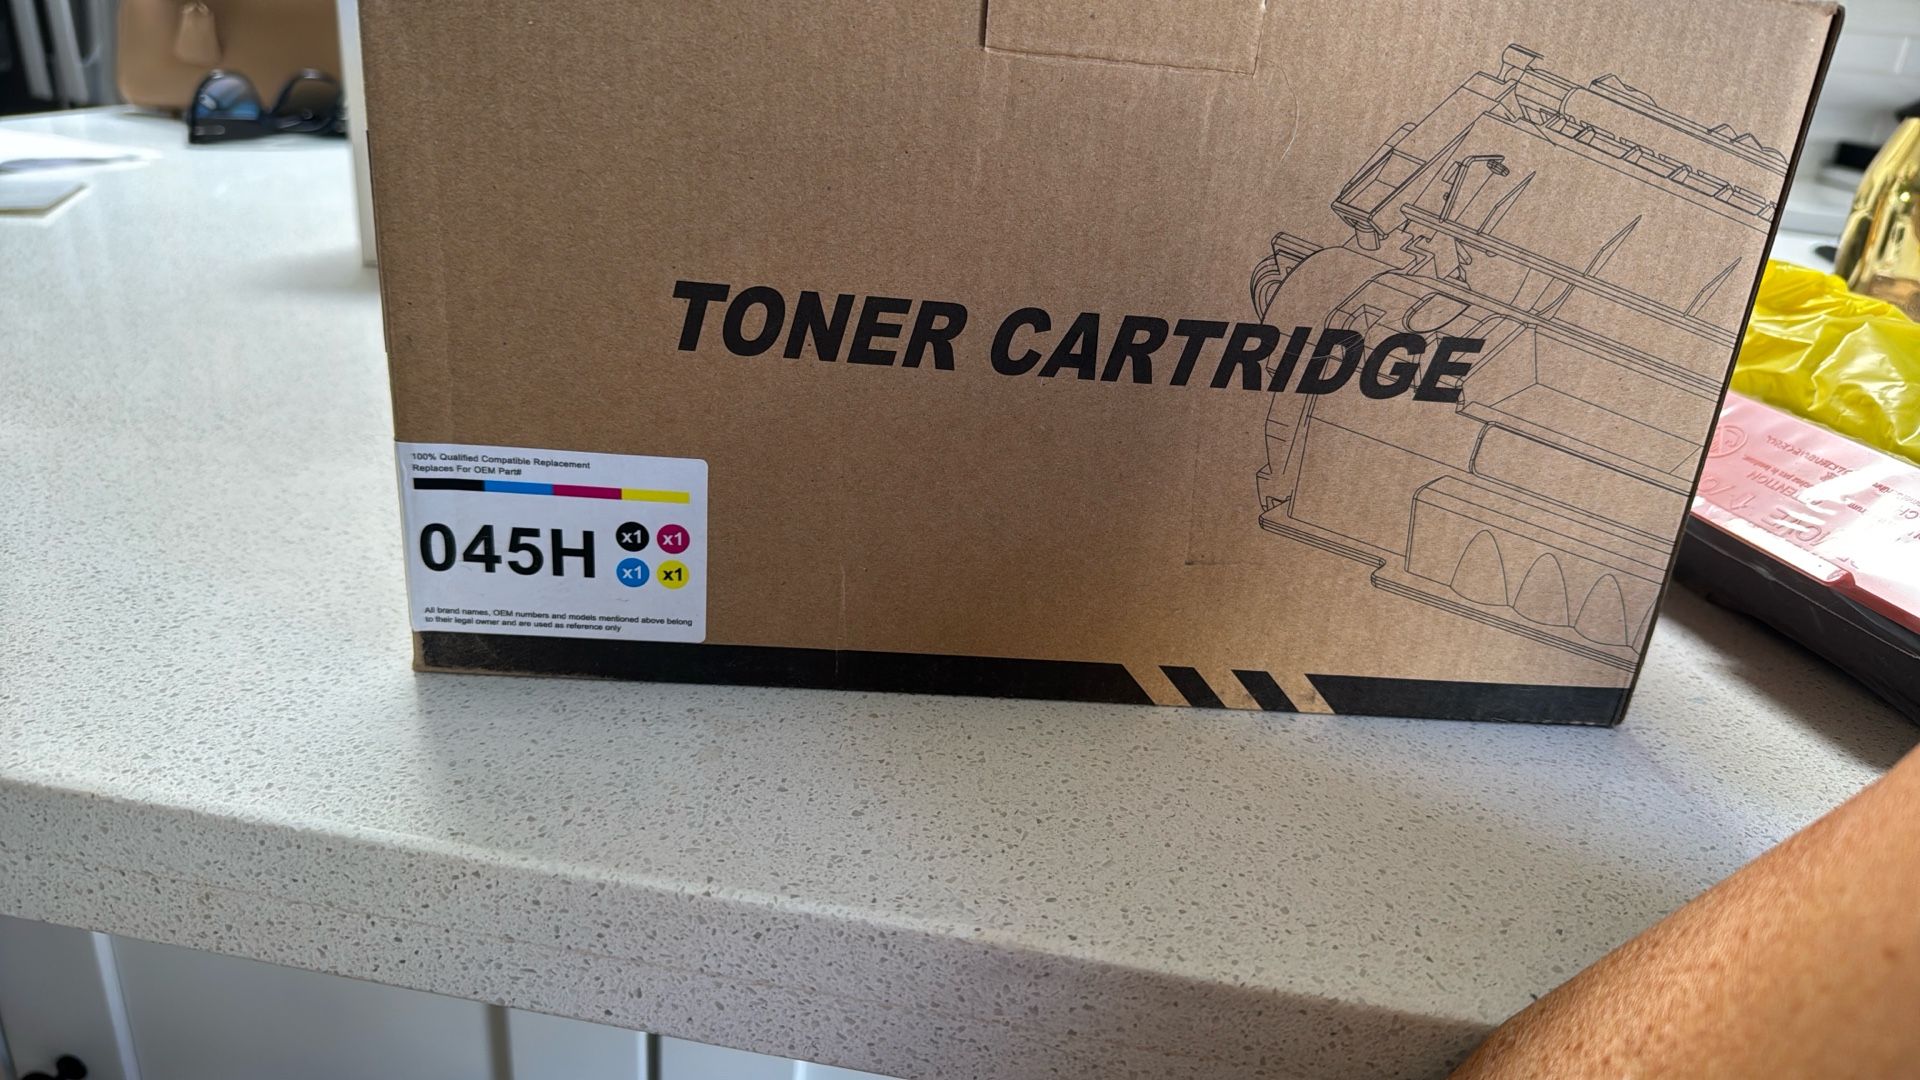 TONER CARTRIDGE
100% Qualified Compatible Replacement
Replaces For OEM Part#
045H
x1 x1
x1 x1
All brand names, OEM numbers and models mentioned above belong
to their legal owner and are used as reference only